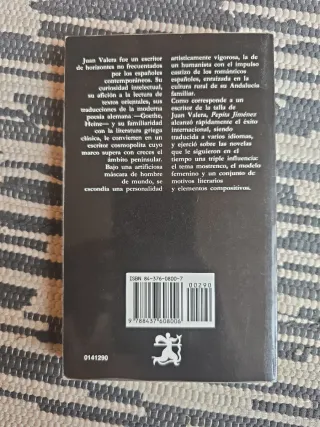 Juan Valera fue un escritor
de horizontes no frecuentados
por los españoles
contemporáneos. Su
curiosidad intelectual,
su afición a la lectura de
textos orientales, sus
traducciones de la moderna
poesía alemana —Goethe,
Heine— y su familiaridad
con la literatura griega
clásica, le convierten en un
escritor cosmopolita cuyo
marco supera con creces el
ámbito peninsular.
Bajo una artificiosa
máscara de hombre
de mundo, se
escondía una personalidad
artísticamente vigorosa, la de
un humanista con el impulso
castizo de los románticos
españoles, enraizada en la
cultura rural de su Andalucía
familiar.
Como corresponde a un
escritor de la talla de
Juan Valera, Pepita Jiménez
alcanzó rápidamente el éxito
internacional, siendo
traducida a varios idiomas,
y ejerció sobre las novelas
que le siguieron en el
tiempo una triple influencia:
el tema mostrenco, el modelo
femenino y un conjunto de
motivos literarios
y elementos compositivos.
ISBN 84-376-0800-7
00290
9 788437 608006
0141290